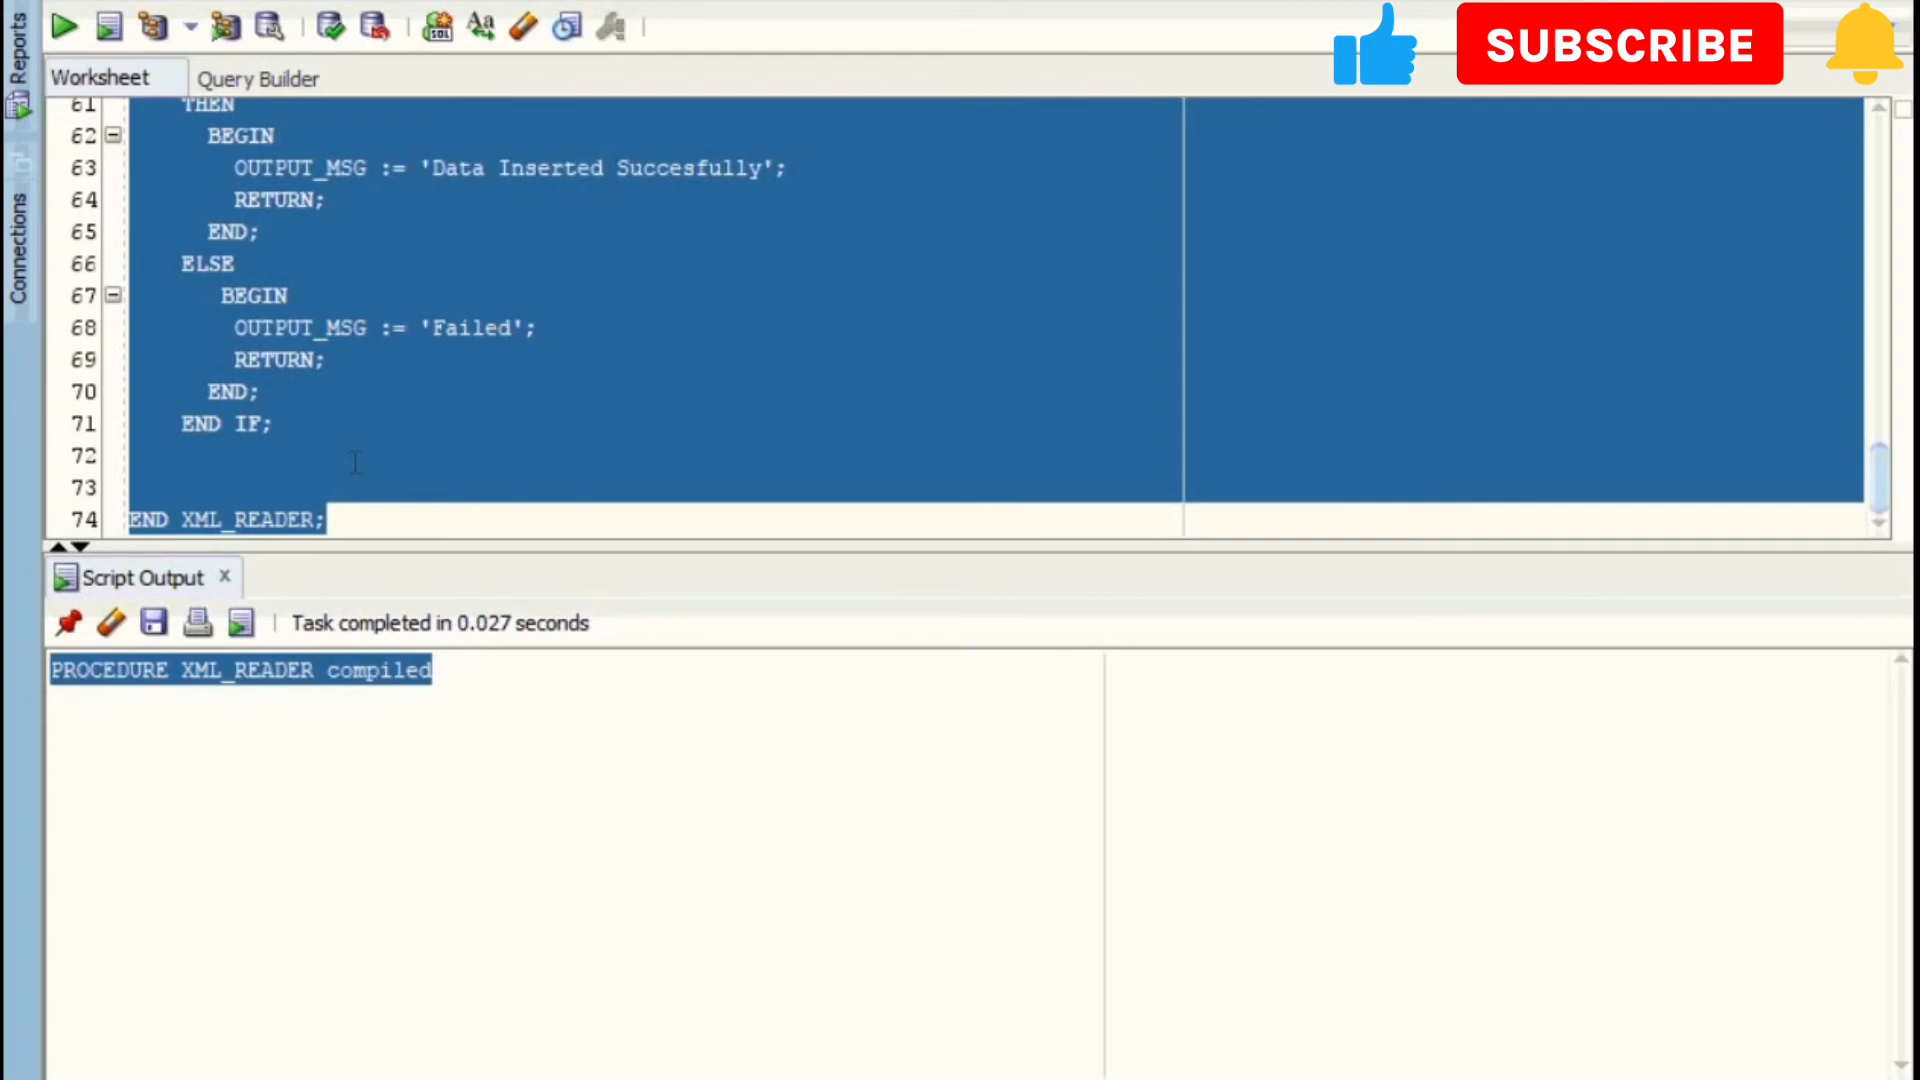 Reports
Connections
SQL
Aa
SUBSCRIBE
Worksheet
Query Builder
61 THEN
62 BEGIN
63 OUTPUT_MSG := 'Data Inserted Succesfully';
64 RETURN;
65 END;
66 ELSE
67 BEGIN
68 OUTPUT_MSG := 'Failed';
69 RETURN;
70 END;
71 END IF;
72
73
74 END XML_READER;
Script Output x
Task completed in 0.027 seconds
PROCEDURE XML_READER compiled